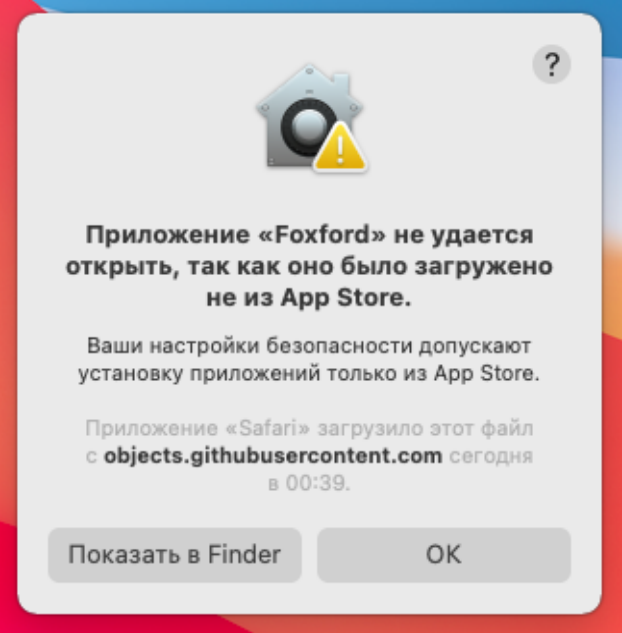 ?
Приложение «Foxford» не удается
открыть, так как оно было загружено
не из App Store.
Ваши настройки безопасности допускают
установку приложений только из App Store.
Приложение «Safari» загрузило этот файл
с objects.githubusercontent.com сегодня
в 00:39.
Показать в Finder
ОК